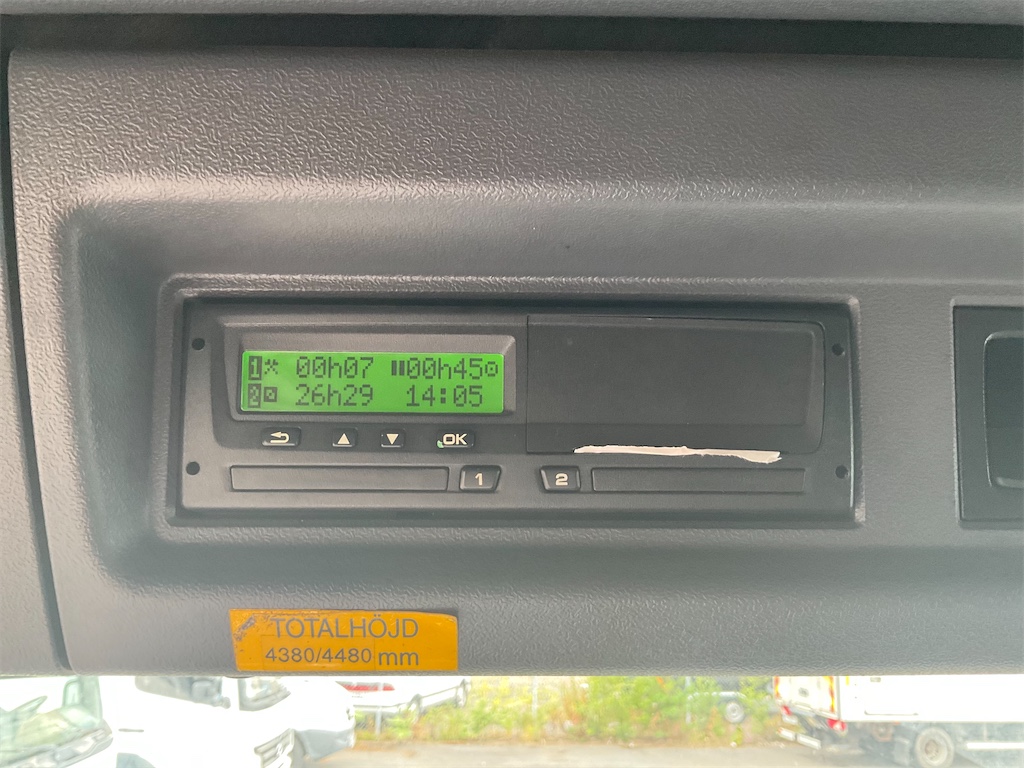 1 00h07 00h45
2 26h29 14:05
OK
1 2
TOTALHÖJD
4380/4480 mm